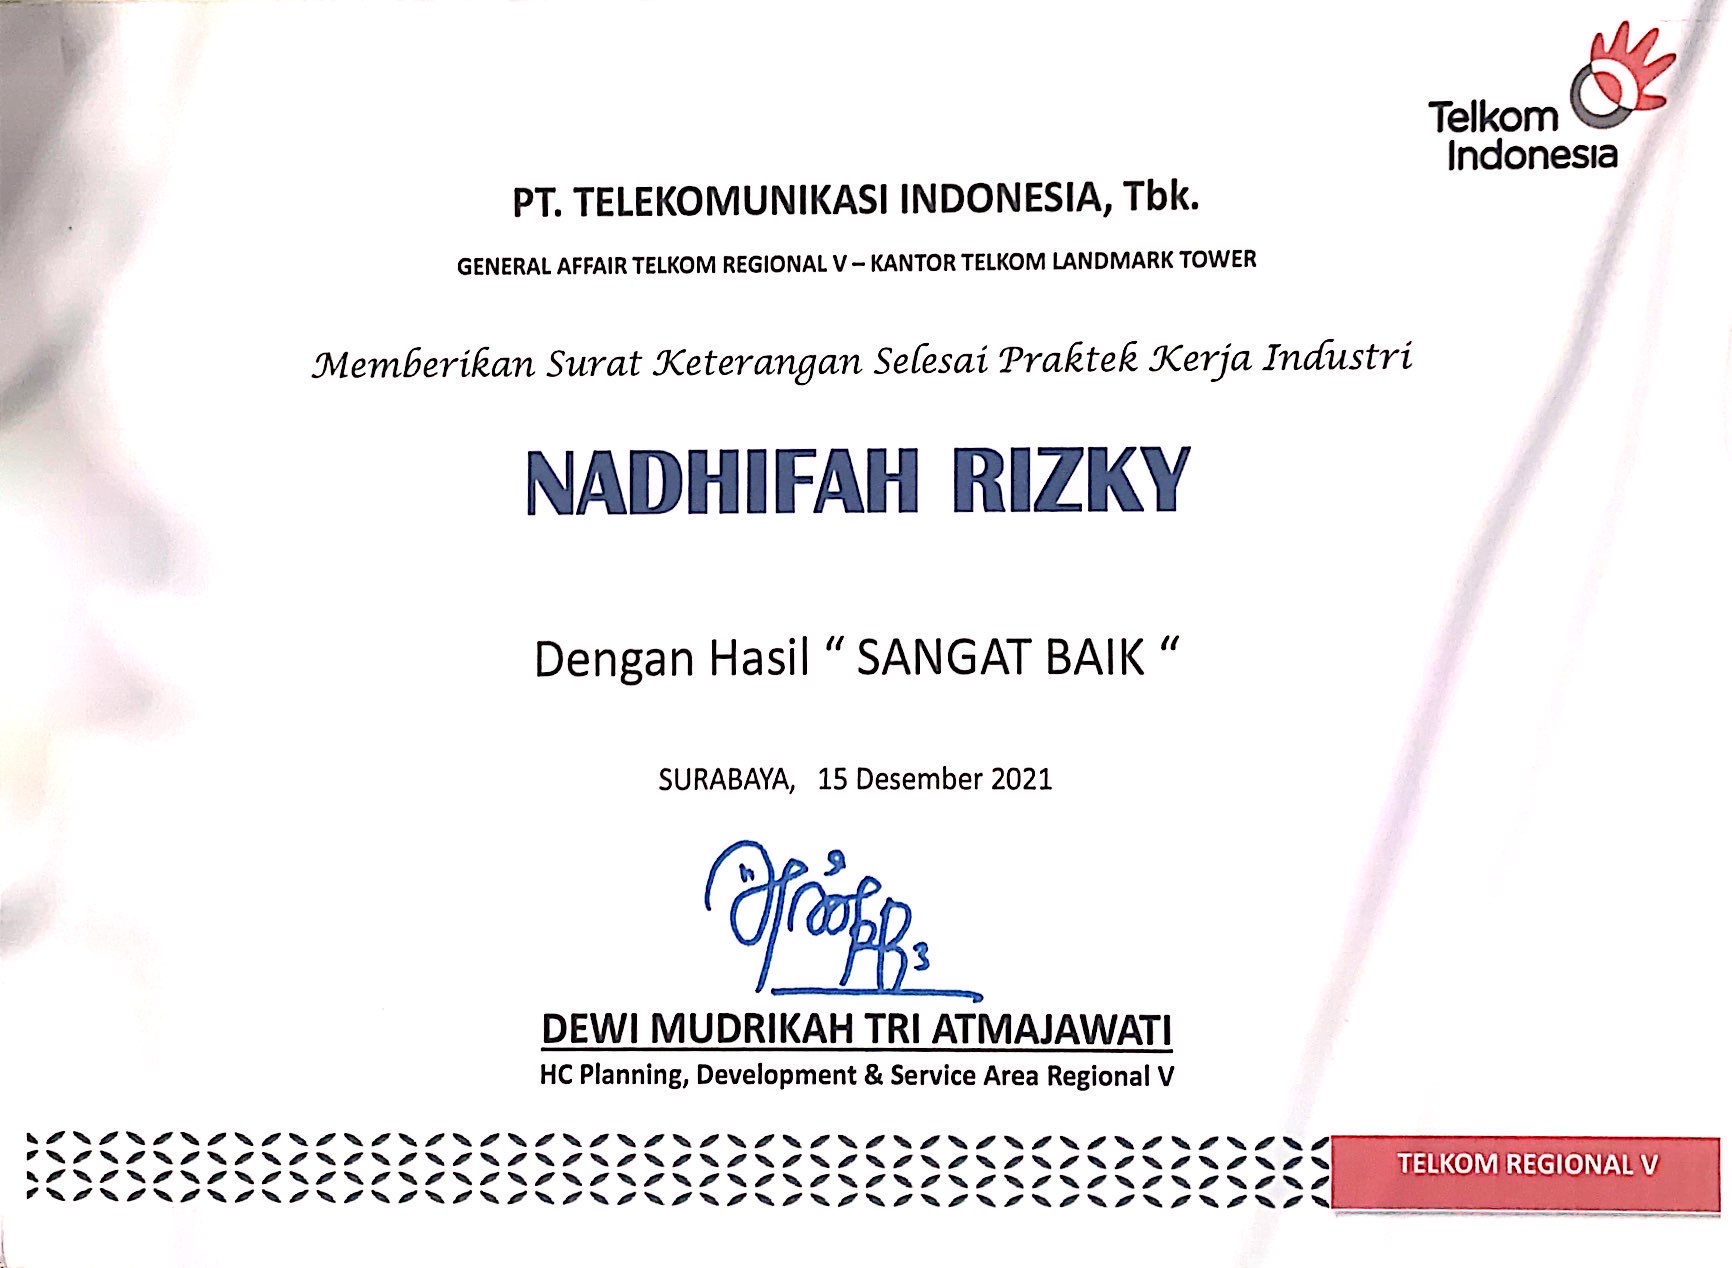 Telkom
Indonesia
PT. TELEKOMUNIKASI INDONESIA, Tbk.
GENERAL AFFAIR TELKOM REGIONAL V – KANTOR TELKOM LANDMARK TOWER
Memberikan Surat Keterangan Selesai Praktek Kerja Industri
NADHIFAH RIZKY
Dengan Hasil “ SANGAT BAIK “
SURABAYA, 15 Desember 2021
DEWI MUDRIKAH TRI ATMAJAWATI
HC Planning, Development & Service Area Regional V
TELKOM REGIONAL V